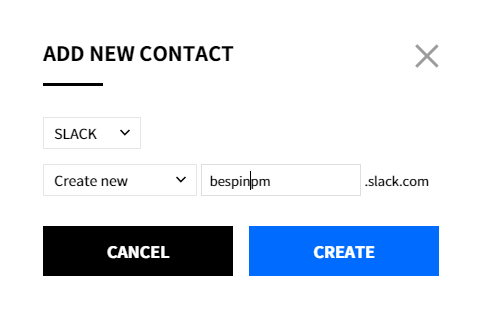 ADD NEW CONTACT
SLACK
Create new bespinpm .slack.com
CANCEL CREATE